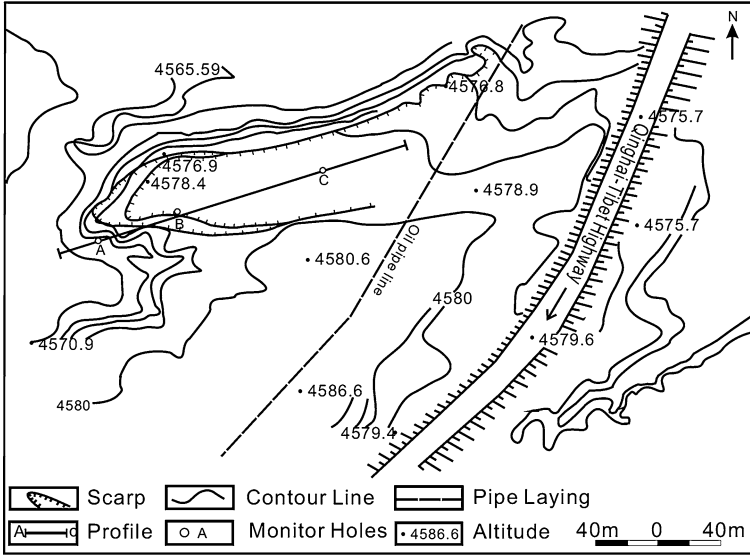 N
4565.59
4576.8
4575.7
4576.9
4578.4
C
4578.9
B
Qinghai-Tibet Highway
4575.7
A
Oil pipe line
4580.6
4580
4570.9
4579.6
4586.6
4580
4579.4
Scarp
Contour Line
Pipe Laying
A
Profile
A
Monitor Holes
4586.6
Altitude
40m 0 40m